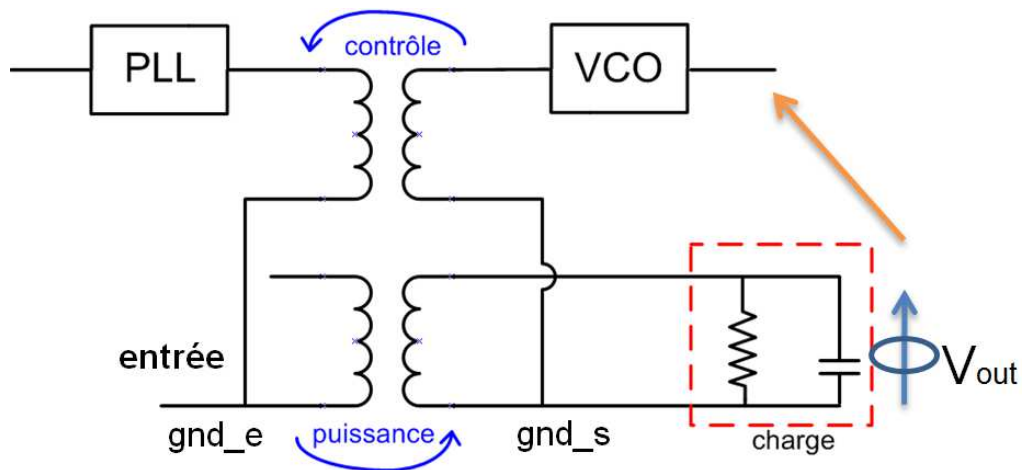 contrôle
PLL
VCO
entrée
Vout
gnd_e
puissance
gnd_s
charge